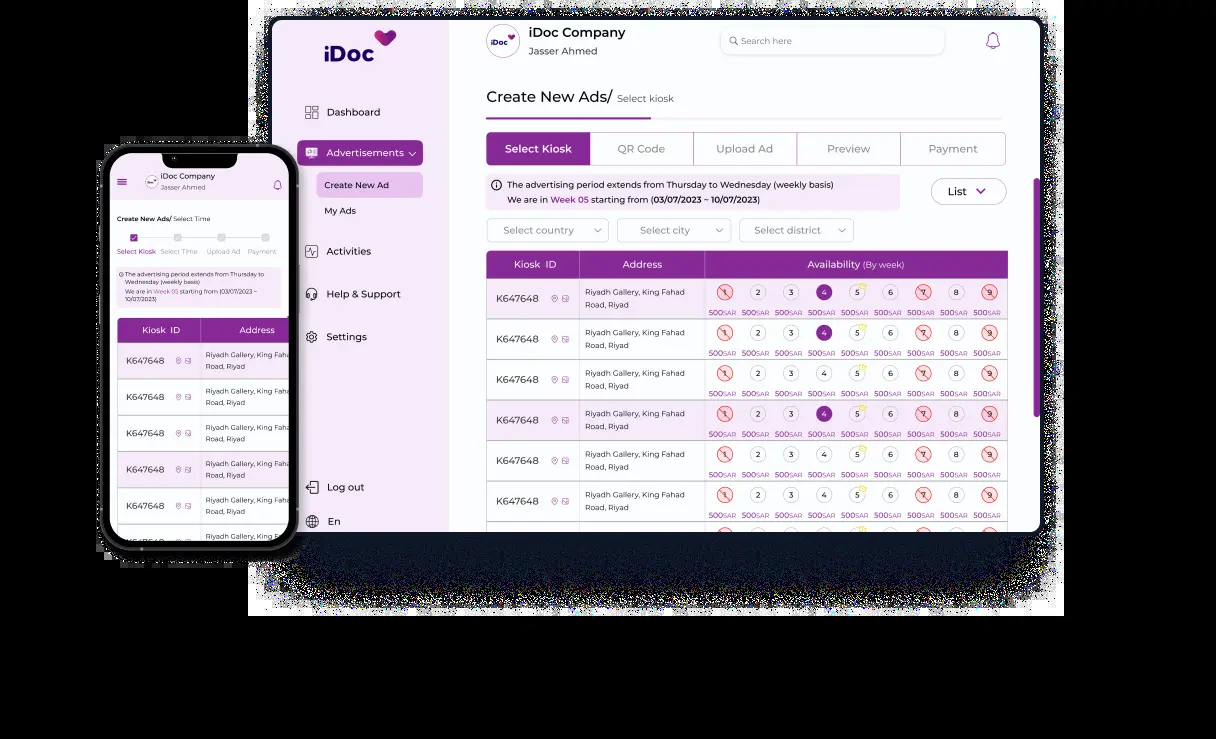 iDoc
iDoc
iDoc Company
Jasser Ahmed
Search here
Dashboard
Advertisements
Create New Ad
My Ads
Activities
Help & Support
Settings
Log out
En
Create New Ads/ Select kiosk
Select Kiosk QR Code Upload Ad Preview Payment
The advertising period extends from Thursday to Wednesday (weekly basis)
We are in Week 05 starting from (03/07/2023 ~ 10/07/2023)
List
Select country Select city Select district
Kiosk ID Address Availability (By week)
K647648 Riyadh Gallery, King Fahad 1 2 3 4 5 6 7 8 9
Road, Riyad
500SAR 500SAR 500SAR 500SAR 500SAR 500SAR 500SAR 500SAR 500SAR
K647648 Riyadh Gallery, King Fahad 1 2 3 4 5 6 7 8 9
Road, Riyad
500SAR 500SAR 500SAR 500SAR 500SAR 500SAR 500SAR 500SAR 500SAR
K647648 Riyadh Gallery, King Fahad 1 2 3 4 5 6 7 8 9
Road, Riyad
500SAR 500SAR 500SAR 500SAR 500SAR 500SAR 500SAR 500SAR 500SAR
K647648 Riyadh Gallery, King Fahad 1 2 3 4 5 6 7 8 9
Road, Riyad
500SAR 500SAR 500SAR 500SAR 500SAR 500SAR 500SAR 500SAR 500SAR
K647648 Riyadh Gallery, King Fahad 1 2 3 4 5 6 7 8 9
Road, Riyad
500SAR 500SAR 500SAR 500SAR 500SAR 500SAR 500SAR 500SAR 500SAR
K647648 Riyadh Gallery, King Fahad 1 2 3 4 5 6 7 8 9
Road, Riyad
500SAR 500SAR 500SAR 500SAR 500SAR 500SAR 500SAR 500SAR 500SAR
iDoc Company
Jasser Ahmed
Create New Ads/ Select Time
Select Kiosk Select Time Upload Ad Payment
The advertising period extends from Thursday to
Wednesday (weekly basis)
We are in Week 05 starting from (03/07/2023 ~
10/07/2023)
Kiosk ID Address
K647648 Riyadh Gallery, King Faha
Road, Riyad
K647648 Riyadh Gallery, King Faha
Road, Riyad
K647648 Riyadh Gallery, King Faha
Road, Riyad
K647648 Riyadh Gallery, King Faha
Road, Riyad
K647648 Riyadh Gallery, King Faha
Road, Riyad
Riyadh Gallery, King Faha